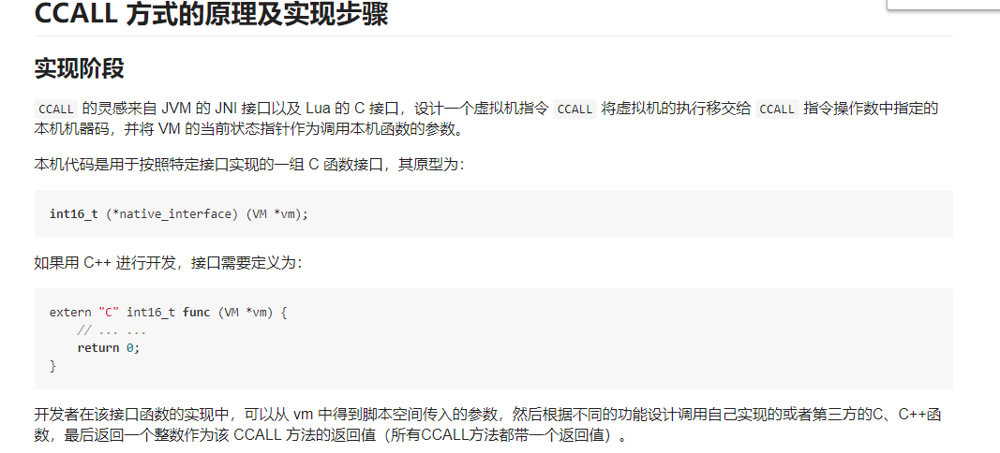 CCALL 方式的原理及实现步骤
实现阶段
CCALL 的灵感来自 JVM 的 JNI 接口以及 Lua 的 C 接口，设计一个虚拟机指令 CCALL 将虚拟机的执行移交给 CCALL 指令操作数中指定的
本机机器码，并将 VM 的当前状态指针作为调用本机函数的参数。
本机代码是用于按照特定接口实现的一组 C 函数接口，其原型为：
int16_t (*native_interface) (VM *vm);
如果用 C++ 进行开发，接口需要定义为：
extern "C" int16_t func (VM *vm) {
// ... ...
return 0;
}
开发者在该接口函数的实现中，可以从 vm 中得到脚本空间传入的参数，然后根据不同的功能设计调用自己实现的或者第三方的C、C++函
数，最后返回一个整数作为该 CCALL 方法的返回值（所有CCALL方法都带一个返回值）。